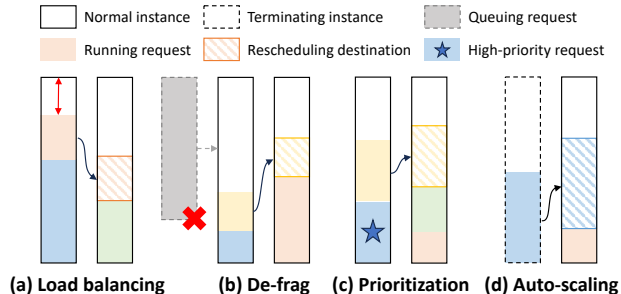 Normal instance Terminating instance Queuing request
Running request Rescheduling destination High-priority request
(a) Load balancing (b) De-frag (c) Prioritization (d) Auto-scaling